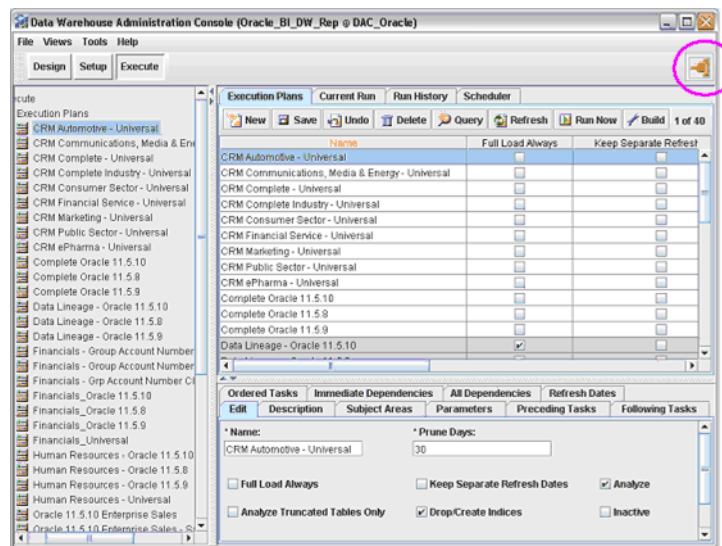 Data Warehouse Administration Console (Oracle_BI_DW_Rep @ DAC_Oracle)
File Views Tools Help
Design Setup Execute
cute
Execution Plans
CRM Automotive - Universal
CRM Communications, Media & Ene
CRM Complete - Universal
CRM Complete Industry - Universal
CRM Consumer Sector - Universal
CRM Financial Service - Universal
CRM Marketing - Universal
CRM Public Sector - Universal
CRM ePharma - Universal
Complete Oracle 11.5.10
Complete Oracle 11.5.8
Complete Oracle 11.5.9
Data Lineage - Oracle 11.5.10
Data Lineage - Oracle 11.5.8
Data Lineage - Oracle 11.5.9
Financials - Group Account Number
Financials - Group Account Number
Financials - Grp Account Number Cl
Financials_Oracle 11.5.10
Financials_Oracle 11.5.8
Financials_Oracle 11.5.9
Financials_Universal
Human Resources - Oracle 11.5.10
Human Resources - Oracle 11.5.8
Human Resources - Oracle 11.5.9
Human Resources - Universal
Oracle 11.5.10 Enterprise Sales
Oracle 11.5.10 Enterprise Sales - S
Execution Plans Current Run Run History Scheduler
New Save Undo Delete Query Refresh Run Now Build 1 of 40
Name Full Load Always Keep Separate Refresh
CRM Automotive - Universal
CRM Communications, Media & Energy - Universal
CRM Complete - Universal
CRM Complete Industry - Universal
CRM Consumer Sector - Universal
CRM Financial Service - Universal
CRM Marketing - Universal
CRM Public Sector - Universal
CRM ePharma - Universal
Complete Oracle 11.5.10
Complete Oracle 11.5.8
Complete Oracle 11.5.9
Data Lineage - Oracle 11.5.10
Ordered Tasks Immediate Dependencies All Dependencies Refresh Dates
Edit Description Subject Areas Parameters Preceding Tasks Following Tasks
* Name: * Prune Days:
CRM Automotive - Universal 30
Full Load Always Keep Separate Refresh Dates Analyze
Analyze Truncated Tables Only Drop/Create Indices Inactive